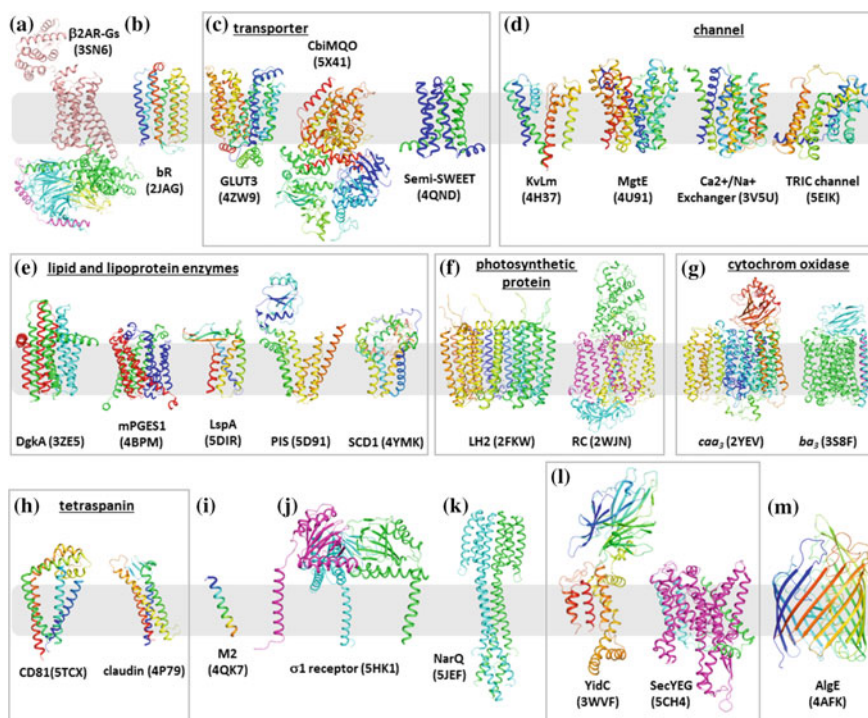 (a)
β2AR-Gs
(3SN6)
(b)
bR
(2JAG)
(c) transporter
CbiMQO
(5X41)
GLUT3
(4ZW9)
Semi-SWEET
(4QND)
(d) channel
KvLm
(4H37)
MgtE
(4U91)
Ca2+/Na+
Exchanger (3V5U)
TRIC channel
(5EIK)
(e) lipid and lipoprotein enzymes
DgkA (3ZE5)
mPGES1
(4BPM)
LspA
(5DIR)
PIS (5D91)
SCD1 (4YMK)
(f) photosynthetic
protein
LH2 (2FKW)
RC (2WJN)
(g) cytochrom oxidase
caa3 (2YEV)
ba3 (3S8F)
(h) tetraspanin
CD81(5TCX)
claudin (4P79)
(i)
M2
(4QK7)
(j)
σ1 receptor (5HK1)
(k)
NarQ
(5JEF)
(l)
YidC
(3WVF)
SecYEG
(5CH4)
(m)
AlgE
(4AFK)